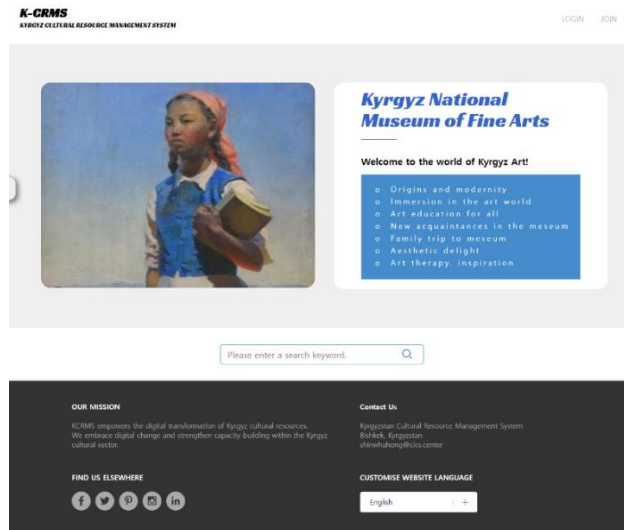 K-CRMS
KYRGYZ CULTURAL RESOURCE MANAGEMENT SYSTEM
LOGIN JOIN
Kyrgyz National
Museum of Fine Arts
Welcome to the world of Kyrgyz Art!
o Origins and modernity
o Immersion in the art world
o Art education for all
o New acquaintances in the meseum
o Family trip to meseum
o Aesthetic delight
o Art therapy, inspiration
Please enter a search keyword.
OUR MISSION
KCRMS empowers the digital transformation of Kyrgyz cultural resources.
We embrace digital change and strengthen capacity-building within the Kyrgyz
cultural sector.
Contact Us
Kyrgyzstan Cultural Resource Management System
Bishkek, Kyrgyzstan
shinwhahong@cics.center
FIND US ELSEWHERE
CUSTOMISE WEBSITE LANGUAGE
English +